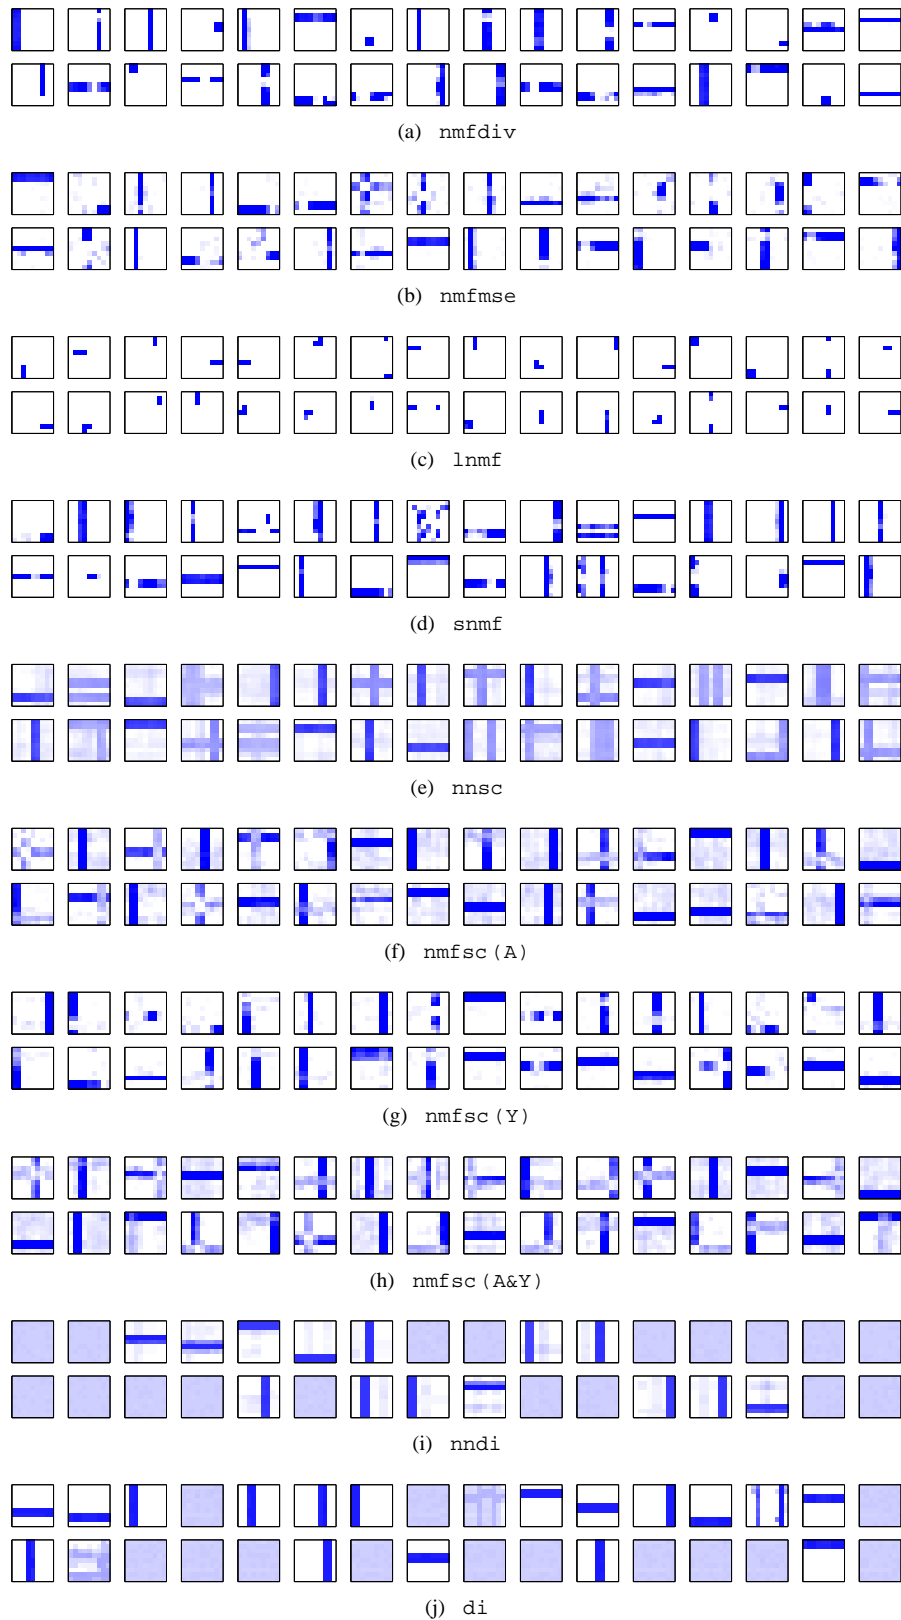 (a) nmfdiv
(b) nmfmse
(c) lnmf
(d) snmf
(e) nnsc
(f) nmfsc(A)
(g) nmfsc(Y)
(h) nmfsc(A&Y)
(i) nndi
(j) di